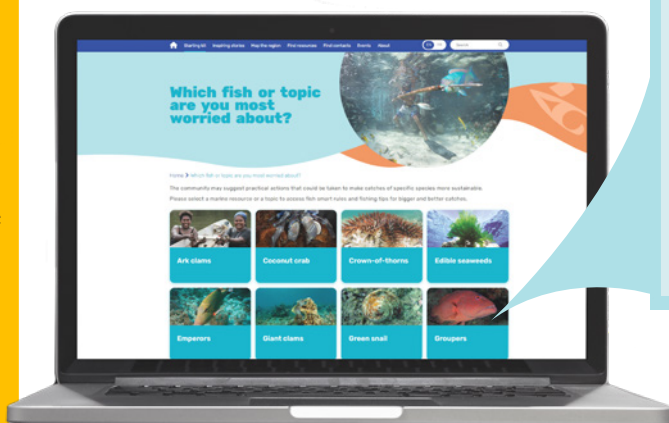 Starting kit Inspiring stories Map the region Find resources Find contacts Events About Search
Which fish or topic
are you most
worried about?
Home > Which fish or topic are you most worried about?
The community may suggest practical actions that could be taken to make catches of specific species more sustainable.
Please select a marine resource or a topic to assess fish smart rules and fishing tips for bigger and better catches.
Ark clams Coconut crab Crown-of-thorns Edible seaweeds
Emperors Giant clams Green snail Groupers